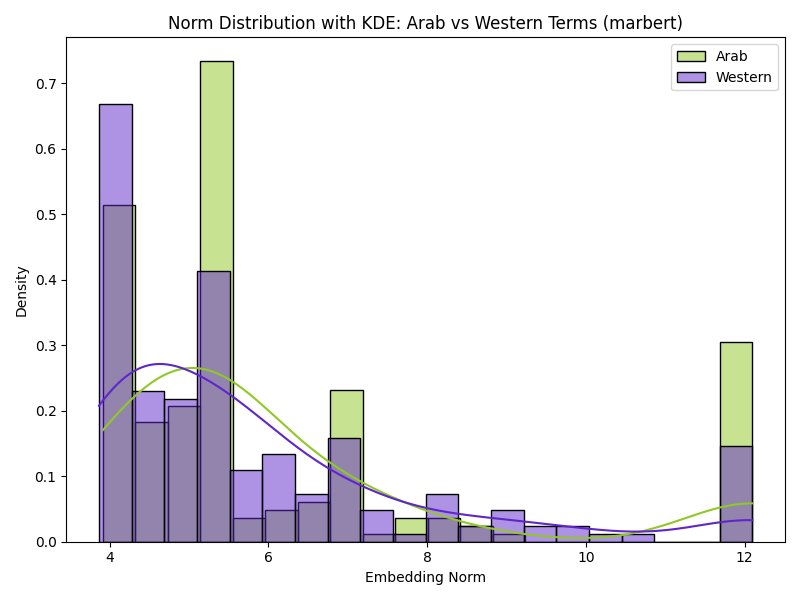 Norm Distribution with KDE: Arab vs Western Terms (marbert)
Arab
Western
Density
0.7
0.6
0.5
0.4
0.3
0.2
0.1
0.0
4 6 8 10 12
Embedding Norm